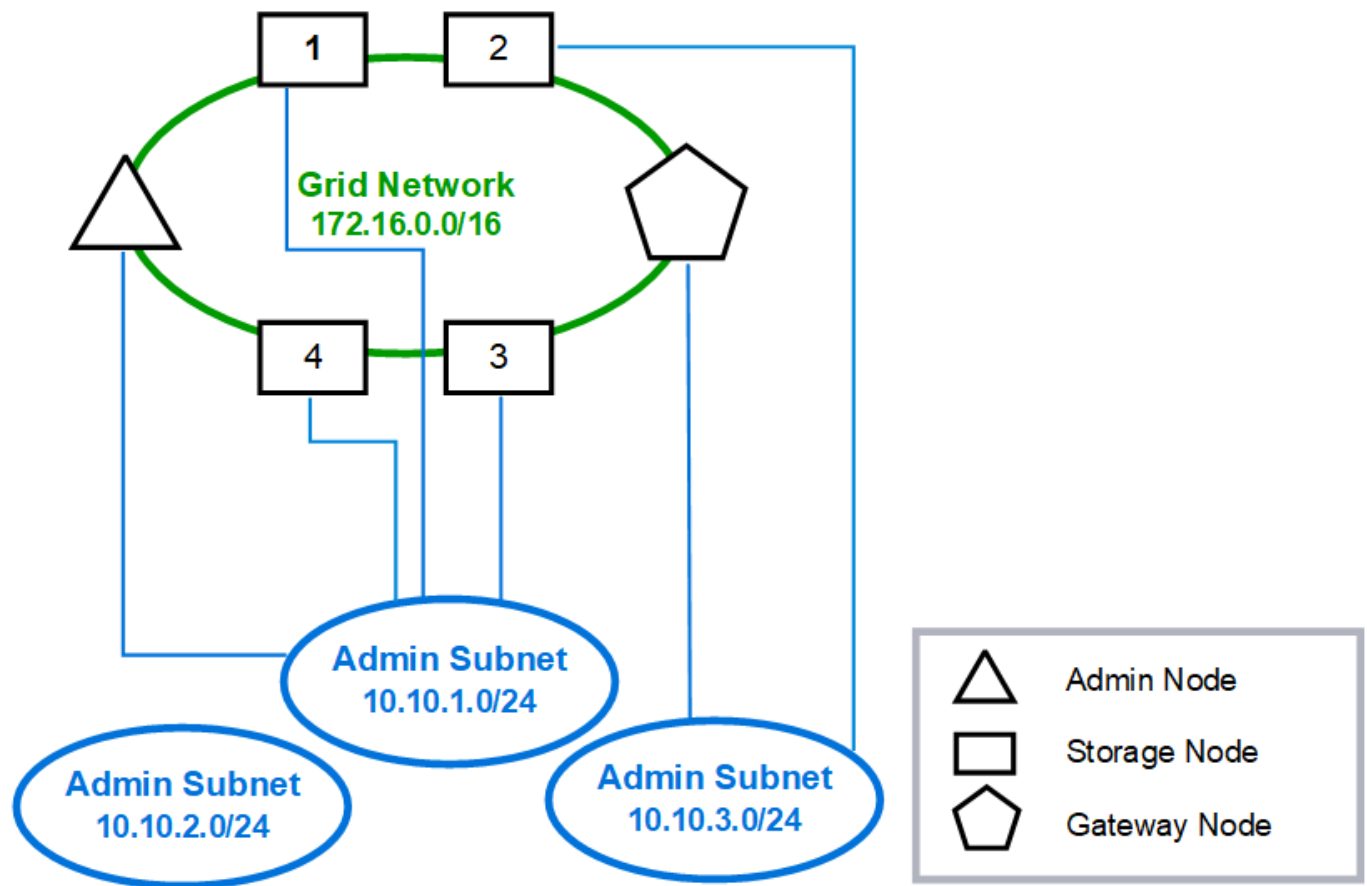 1
2
Grid Network
172.16.0.0/16
4
3
Admin Subnet
10.10.1.0/24
Admin Subnet
10.10.2.0/24
Admin Subnet
10.10.3.0/24
Admin Node
Storage Node
Gateway Node